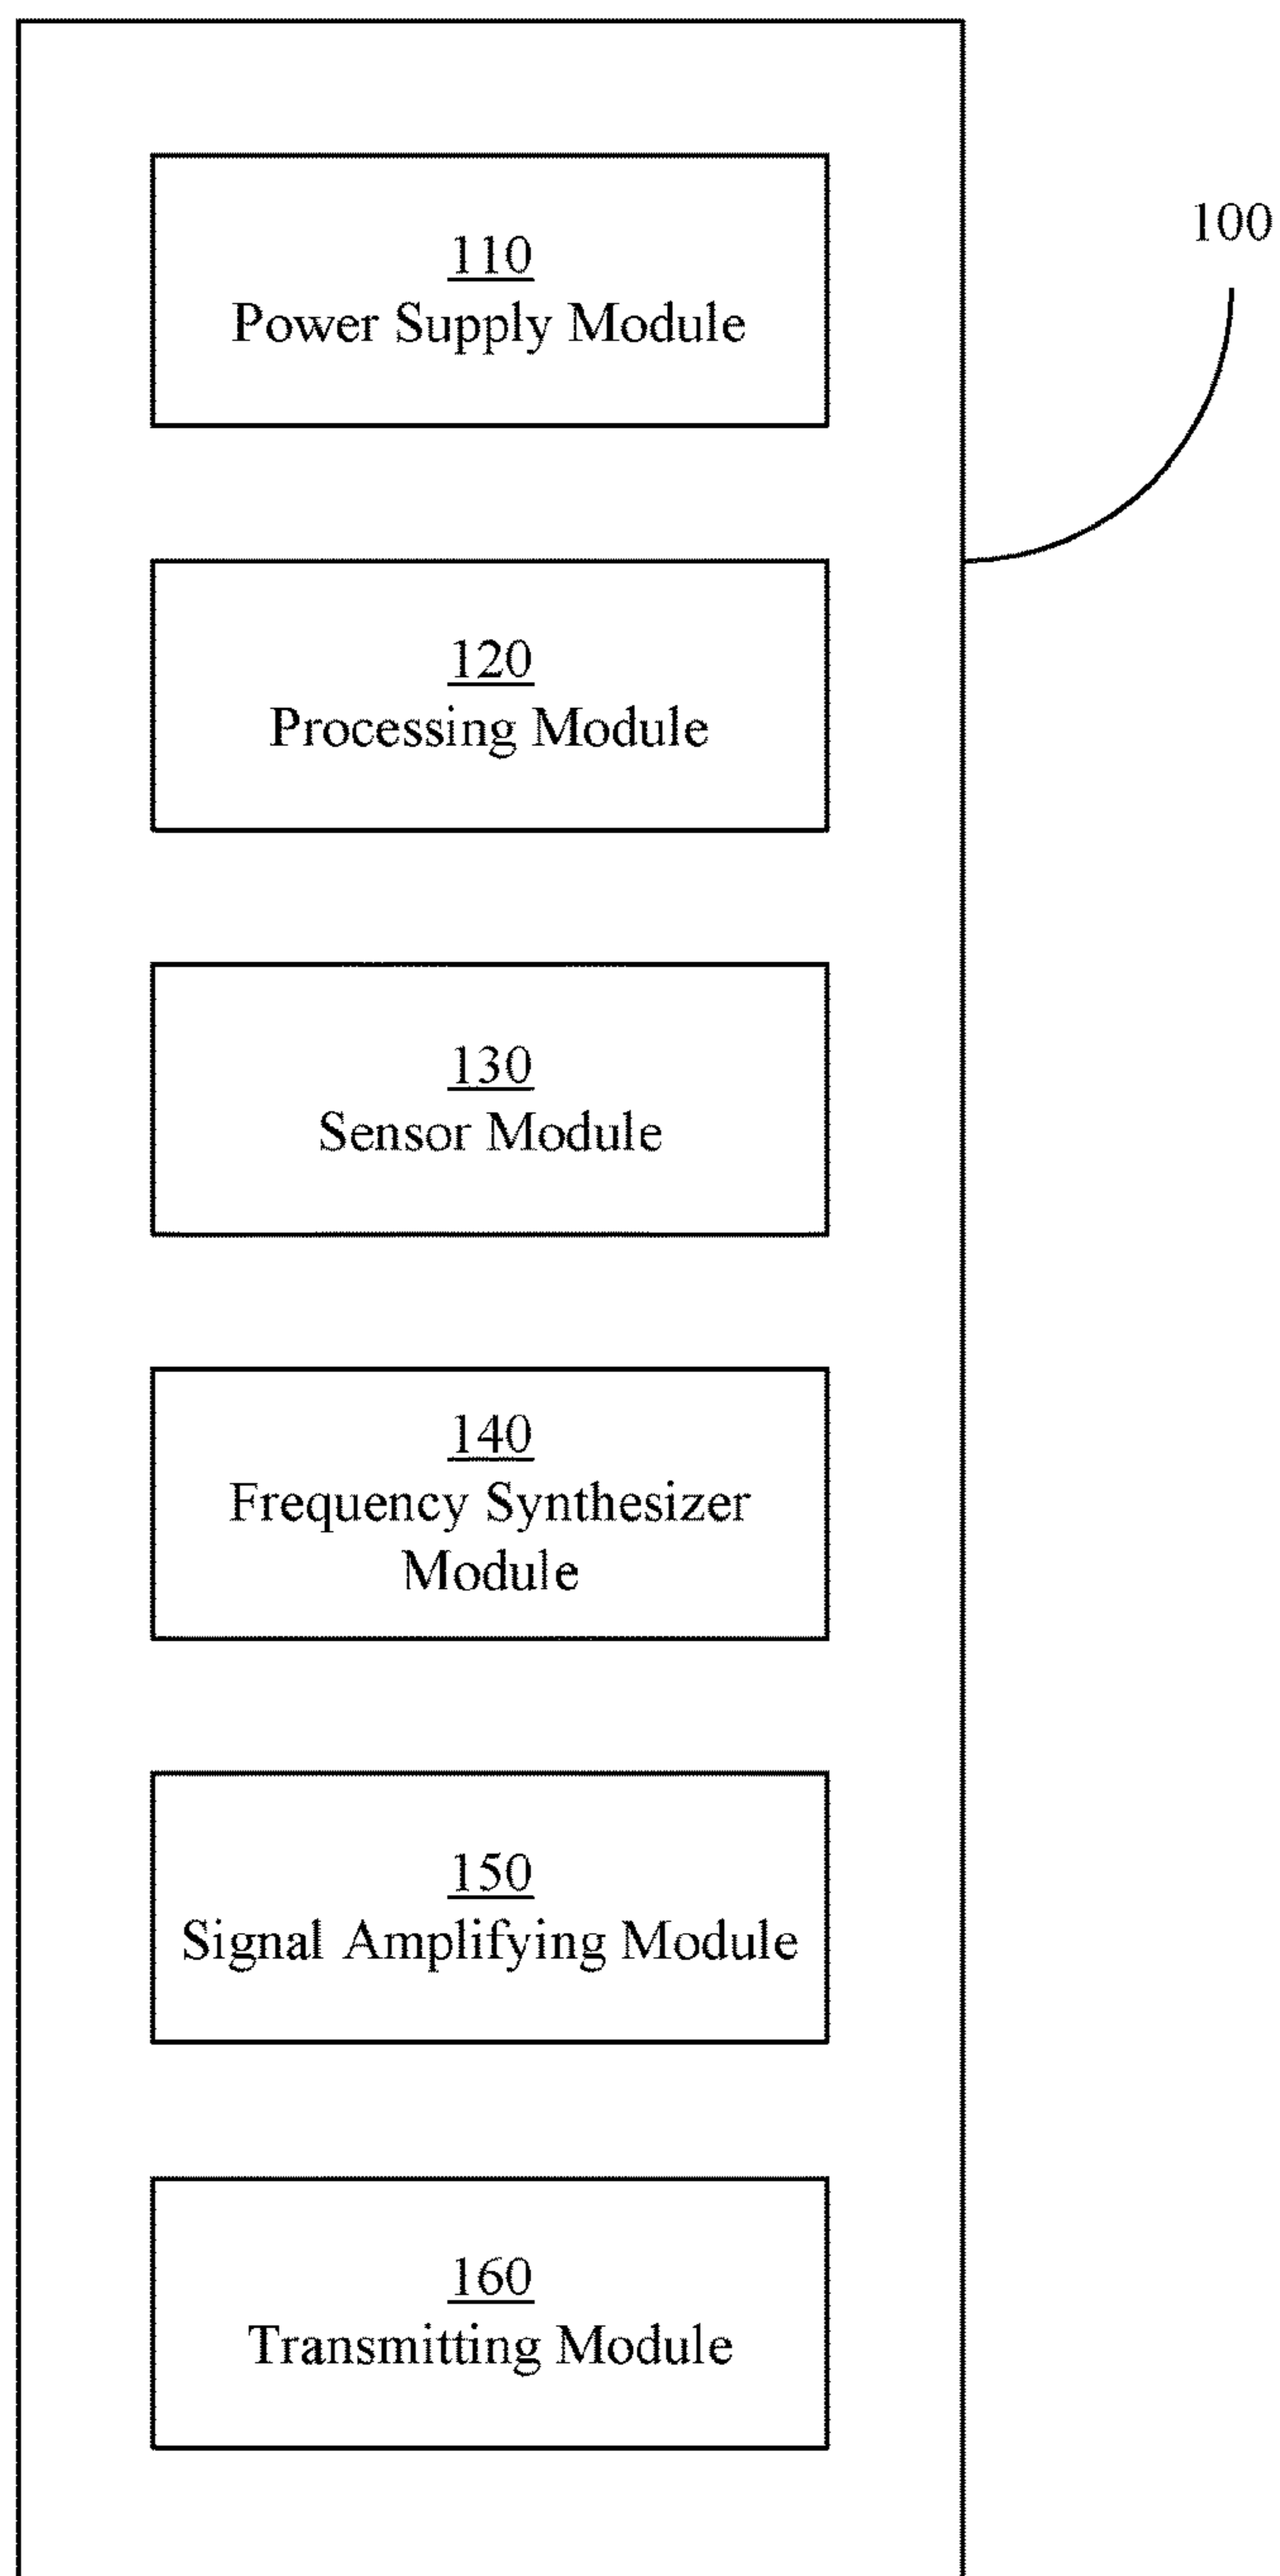 100
110
Power Supply Module
120
Processing Module
130
Sensor Module
140
Frequency Synthesizer
Module
150
Signal Amplifying Module
160
Transmitting Module